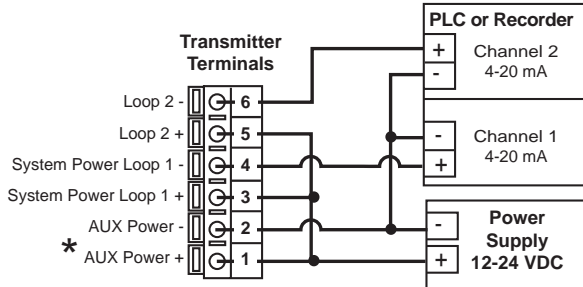 PLC or Recorder
Transmitter
Terminals
+ Channel 2
- 4-20 mA
Loop 2 - 6
Loop 2 + 5
- Channel 1
+ 4-20 mA
System Power Loop 1 - 4
System Power Loop 1 + 3
AUX Power - 2
* AUX Power + 1
- Power
Supply
+ 12-24 VDC